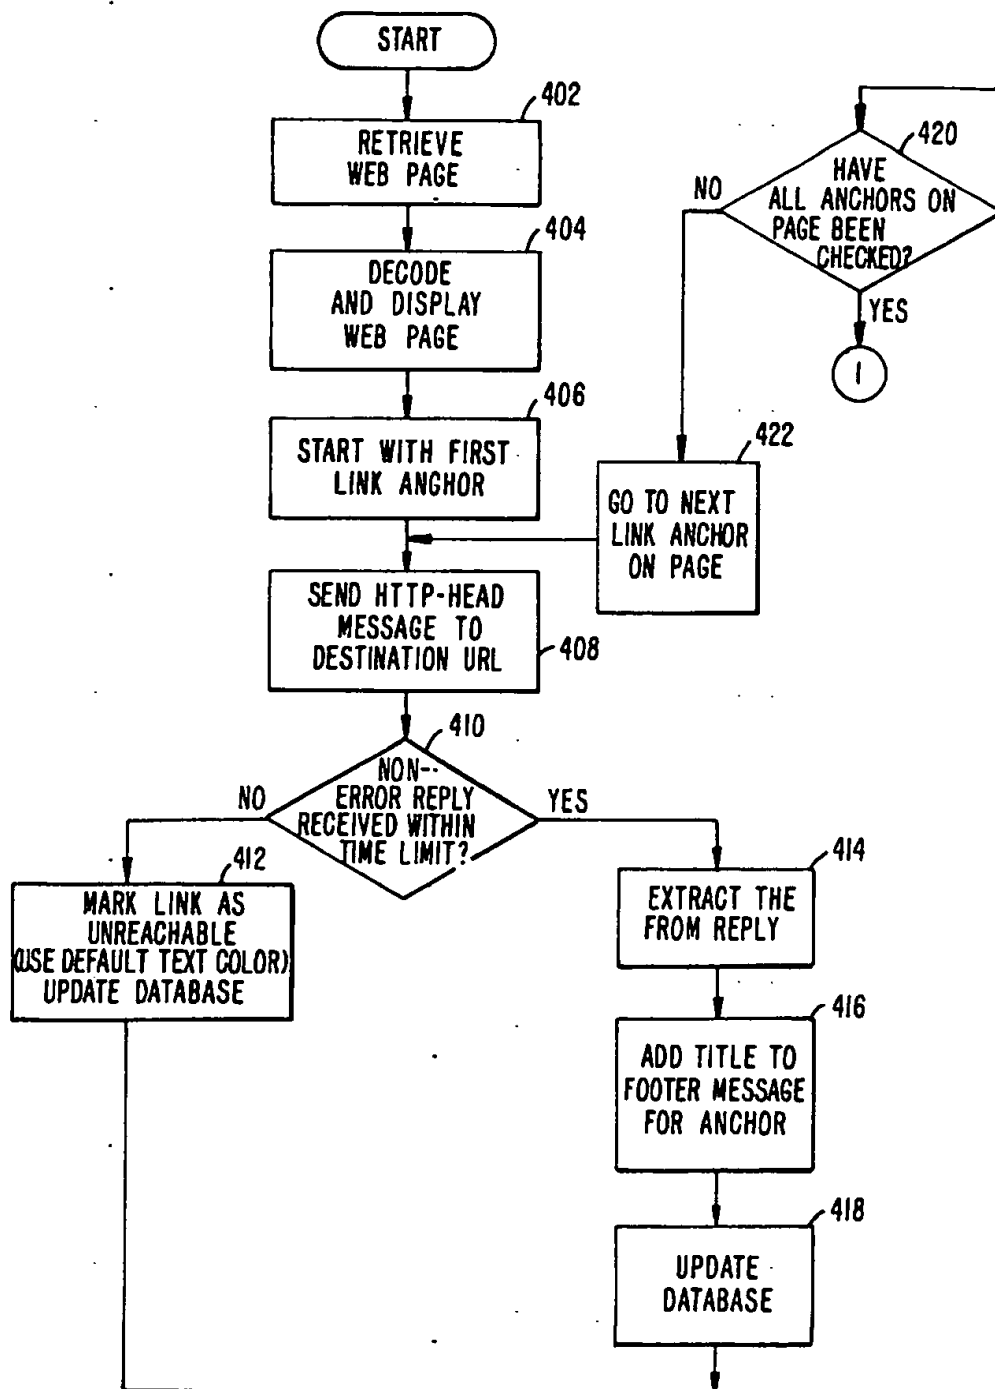 START
402
RETRIEVE
WEB PAGE
404
DECODE
AND DISPLAY
WEB PAGE
406
START WITH FIRST
LINK ANGHOR
SEND HTTP-HEAD
MESSAGE TO
DESTINATION URL
408
410
NON--
ERROR REPLY
RECEIVED WITHIN
TIME LIMIT?
NO
YES
412
MARK LINK AS
UNREACHABLE
(USE DEFAULT TEXT COLOR)
UPDATE DATABASE
414
EXTRACT THE
FROM REPLY
416
ADD TITLE TO
FOOTER MESSAGE
FOR ANCHOR
418
UPDATE
DATABASE
420
HAVE
ALL ANCHORS ON
PAGE BEEN
CHECKED?
NO
YES
1
422
GO TO NEXT
LINK ANCHOR
ON PAGE